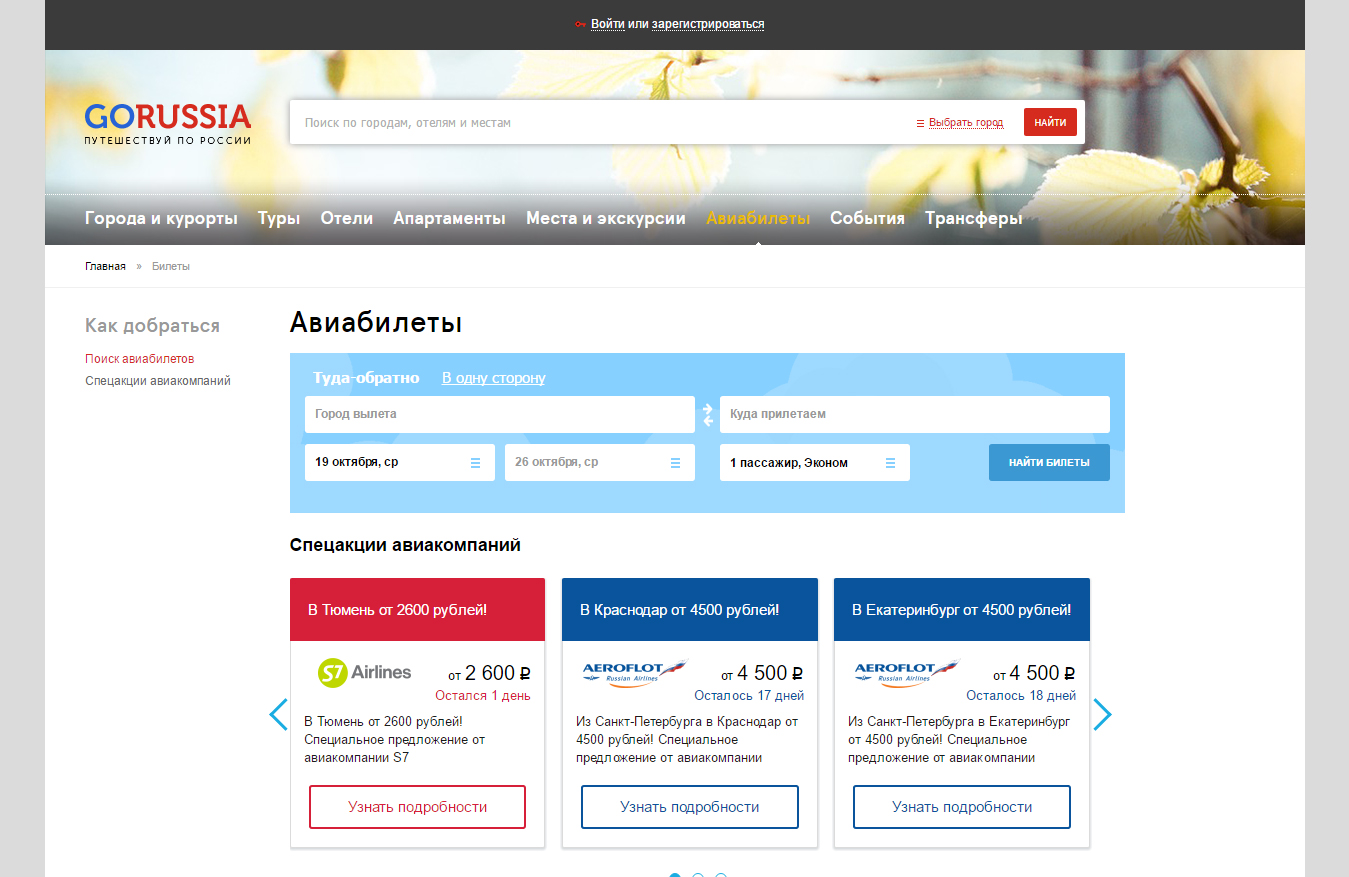 Войти или зарегистрироваться
GORUSSIA
ПУТЕШЕСТВУЙ ПО РОССИИ
Поиск по городам, отелям и местам
Выбрать город
НАЙТИ
Города и курорты Туры Отели Апартаменты Места и экскурсии Авиабилеты События Трансферы
Главная » Билеты
Как добраться
Поиск авиабилетов
Спецакции авиакомпаний
Авиабилеты
Туда-обратно В одну сторону
Город вылета
Куда прилетаем
19 октября, ср
26 октября, ср
1 пассажир, Эконом
НАЙТИ БИЛЕТЫ
Спецакции авиакомпаний
В Тюмень от 2600 рублей!
S7 Airlines
от 2 600 ₽
Остался 1 день
В Тюмень от 2600 рублей!
Специальное предложение от
авиакомпании S7
Узнать подробности
В Краснодар от 4500 рублей!
AEROFLOT
Russian Airlines
от 4 500 ₽
Осталось 17 дней
Из Санкт-Петербурга в Краснодар от
4500 рублей! Специальное
предложение от авиакомпании
Узнать подробности
В Екатеринбург от 4500 рублей!
AEROFLOT
Russian Airlines
от 4 500 ₽
Осталось 18 дней
Из Санкт-Петербурга в Екатеринбург
от 4500 рублей! Специальное
предложение от авиакомпании
Узнать подробности